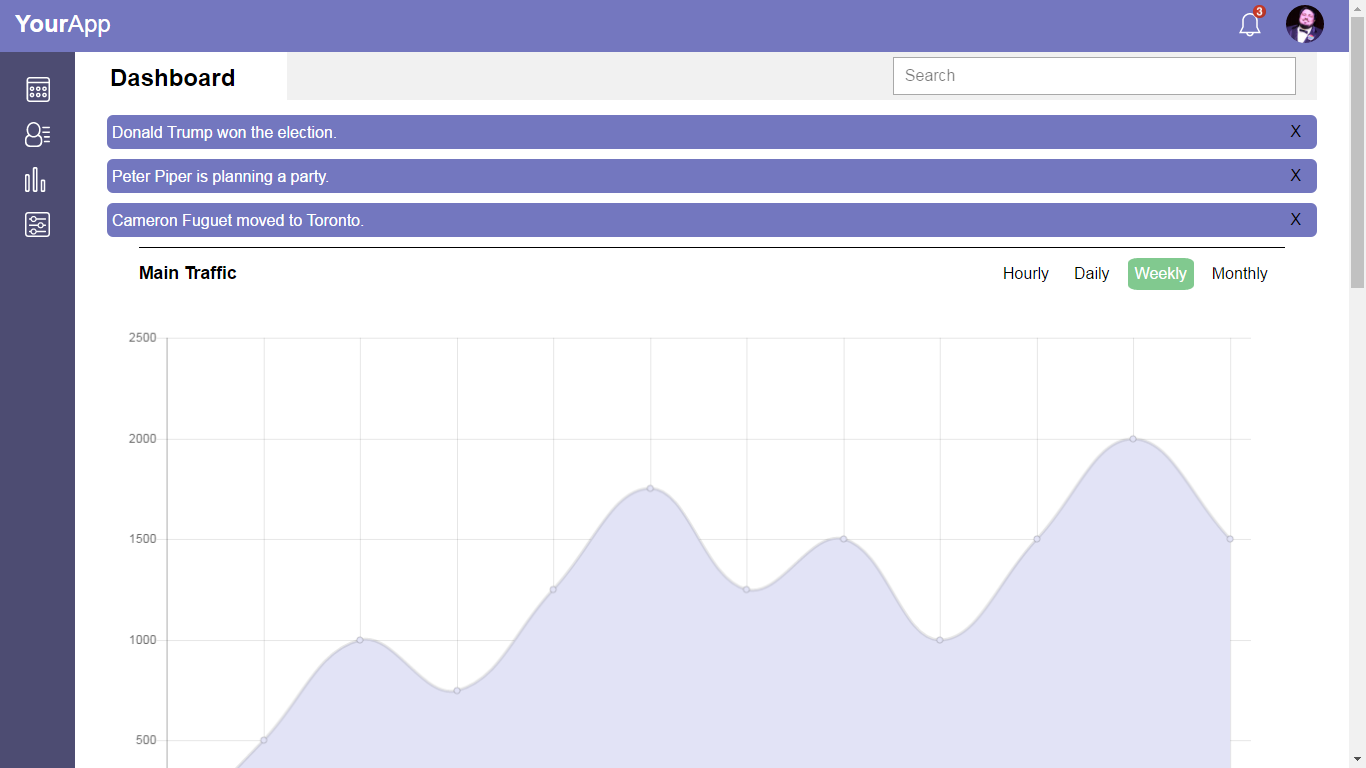 YourApp
3
Dashboard
Search
Donald Trump won the election.
X
Peter Piper is planning a party.
X
Cameron Fuguet moved to Toronto.
X
Main Traffic
Hourly Daily Weekly Monthly
2500
2000
1500
1000
500